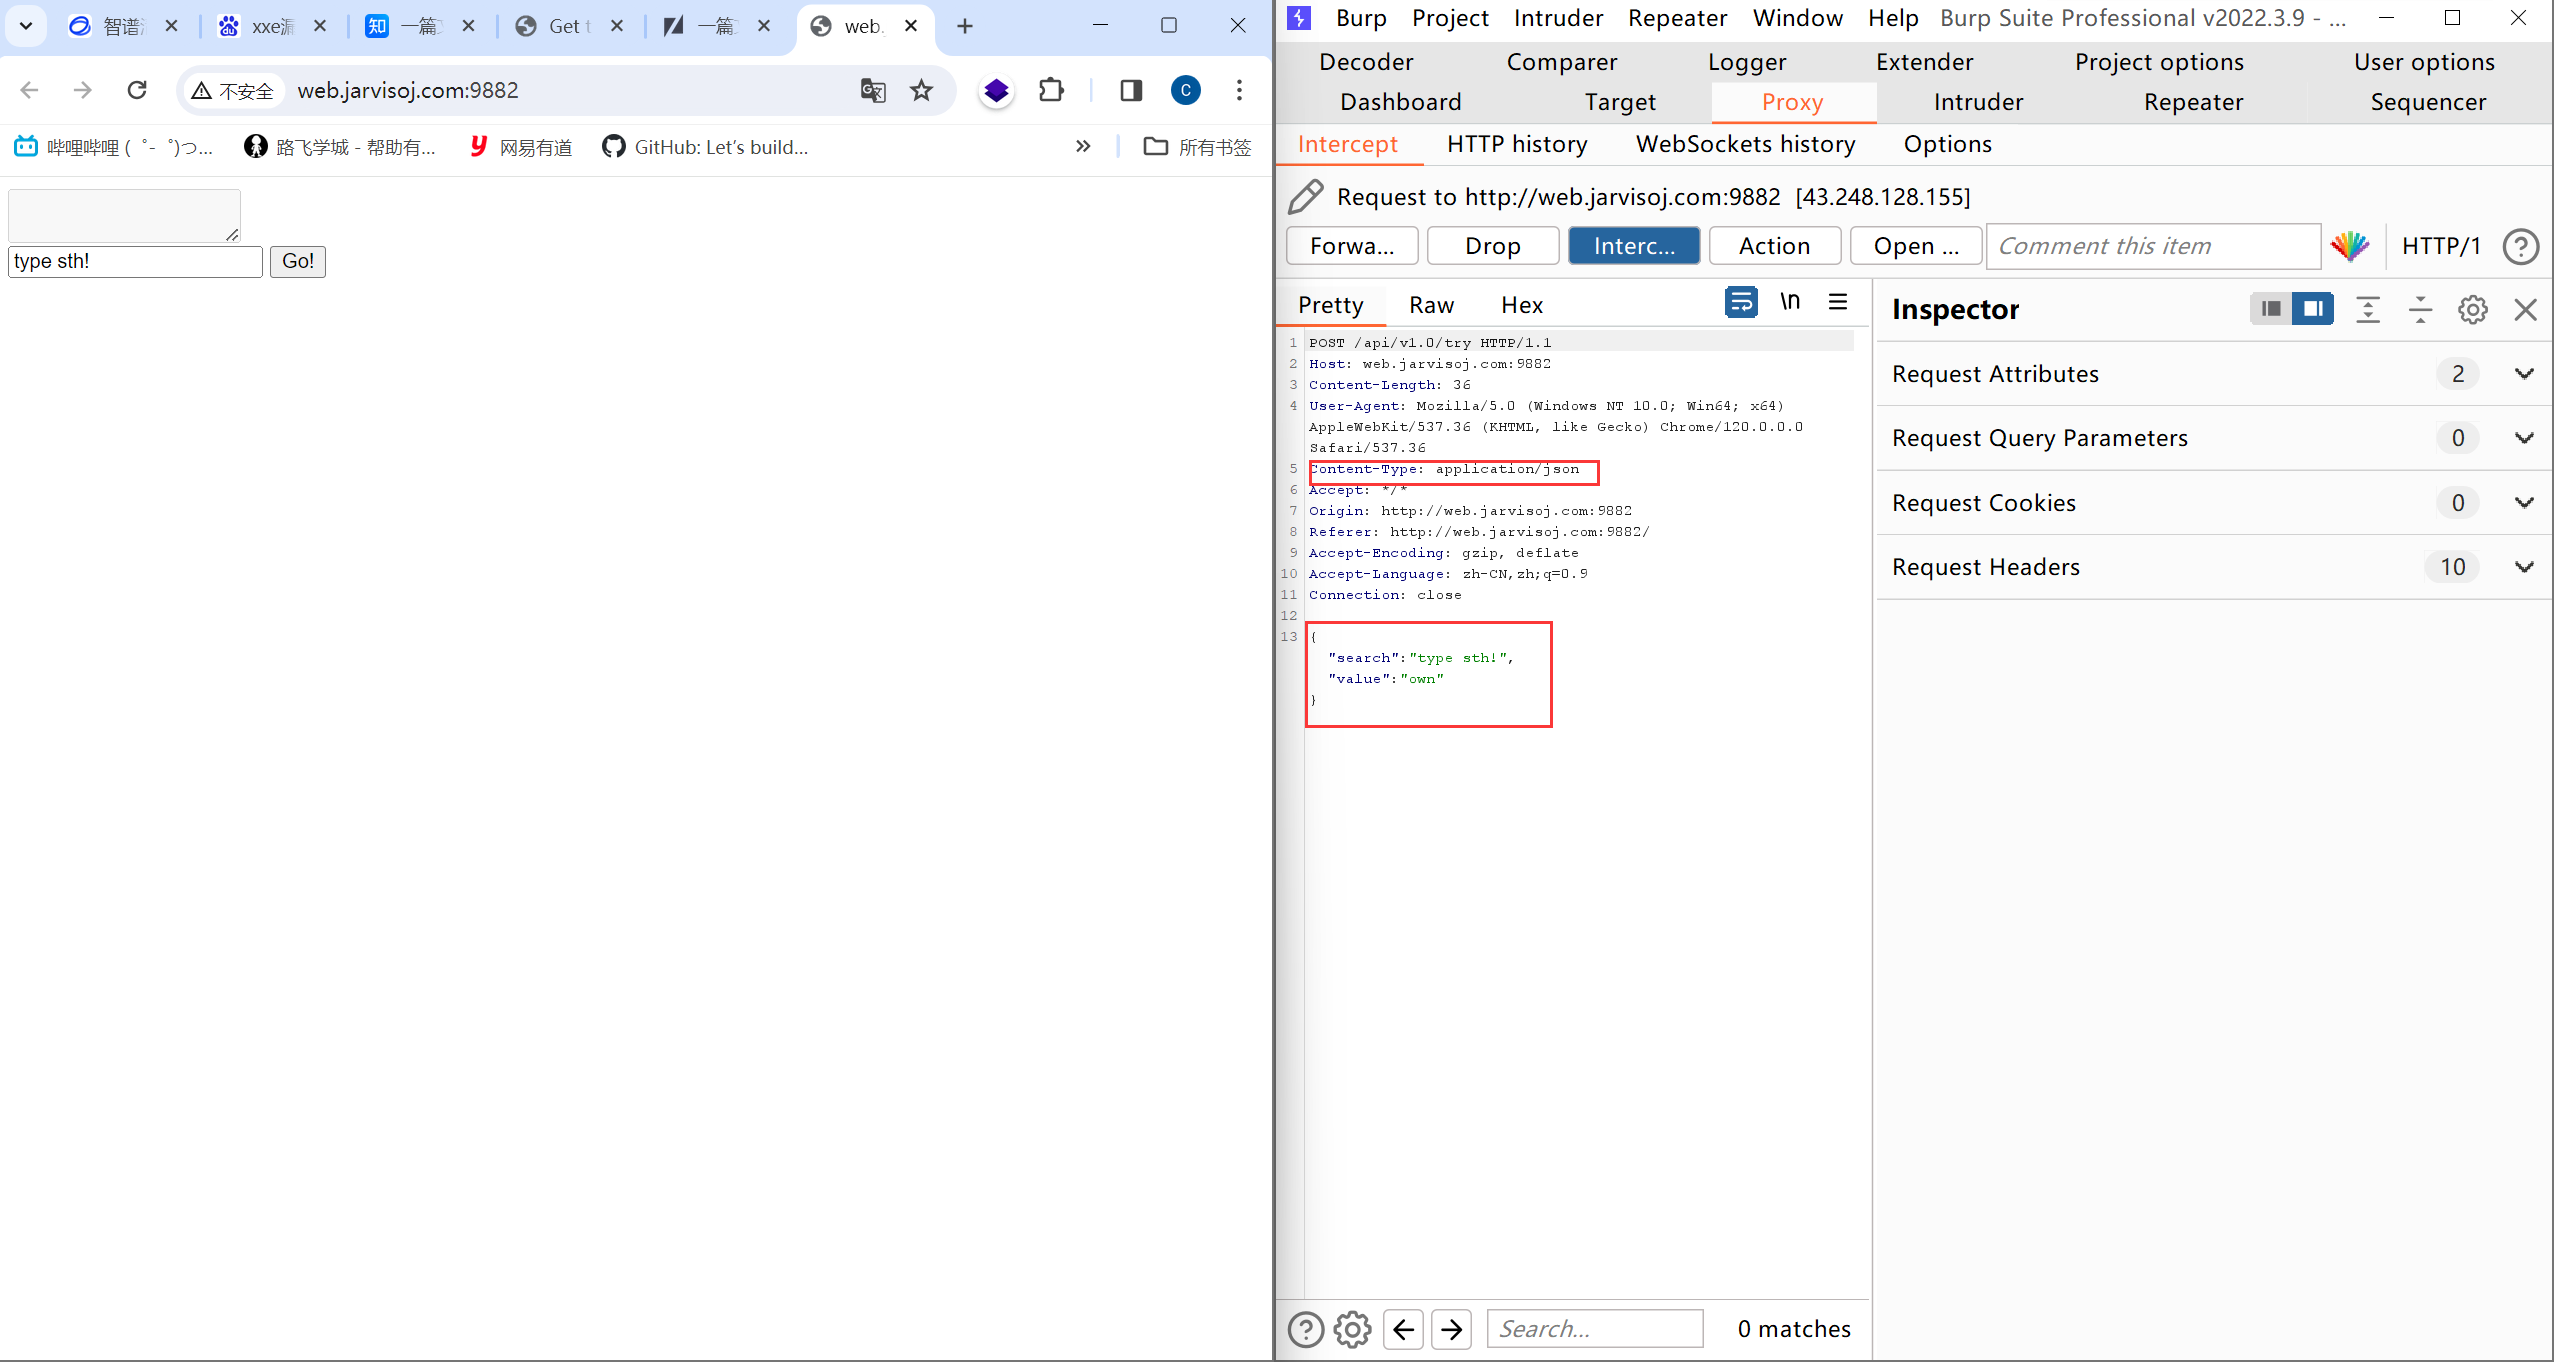 智谱 xxe漏 一篇 Get t 一篇 web.
不安全 web.jarvisoj.com:9882
哔哩哔哩 ( ゜- ゜)つ... 路飞学城 - 帮助有... 网易有道 GitHub: Let's build... » 所有书签
type sth! Go!
Burp Project Intruder Repeater Window Help Burp Suite Professional v2022.3.9 - ...
Decoder Comparer Logger Extender Project options User options
Dashboard Target Proxy Intruder Repeater Sequencer
Intercept HTTP history WebSockets history Options
Request to http://web.jarvisoj.com:9882 [43.248.128.155]
Forwa... Drop Interc... Action Open ... Comment this item HTTP/1
Pretty Raw Hex \n
1 POST /api/v1.0/try HTTP/1.1
2 Host: web.jarvisoj.com:9882
3 Content-Length: 36
4 User-Agent: Mozilla/5.0 (Windows NT 10.0; Win64; x64)
AppleWebKit/537.36 (KHTML, like Gecko) Chrome/120.0.0.0
Safari/537.36
5 Content-Type: application/json
6 Accept: */*
7 Origin: http://web.jarvisoj.com:9882
8 Referer: http://web.jarvisoj.com:9882/
9 Accept-Encoding: gzip, deflate
10 Accept-Language: zh-CN,zh;q=0.9
11 Connection: close
12
13 {
"search":"type sth!",
"value":"own"
}
Search... 0 matches
Inspector
Request Attributes 2
Request Query Parameters 0
Request Cookies 0
Request Headers 10